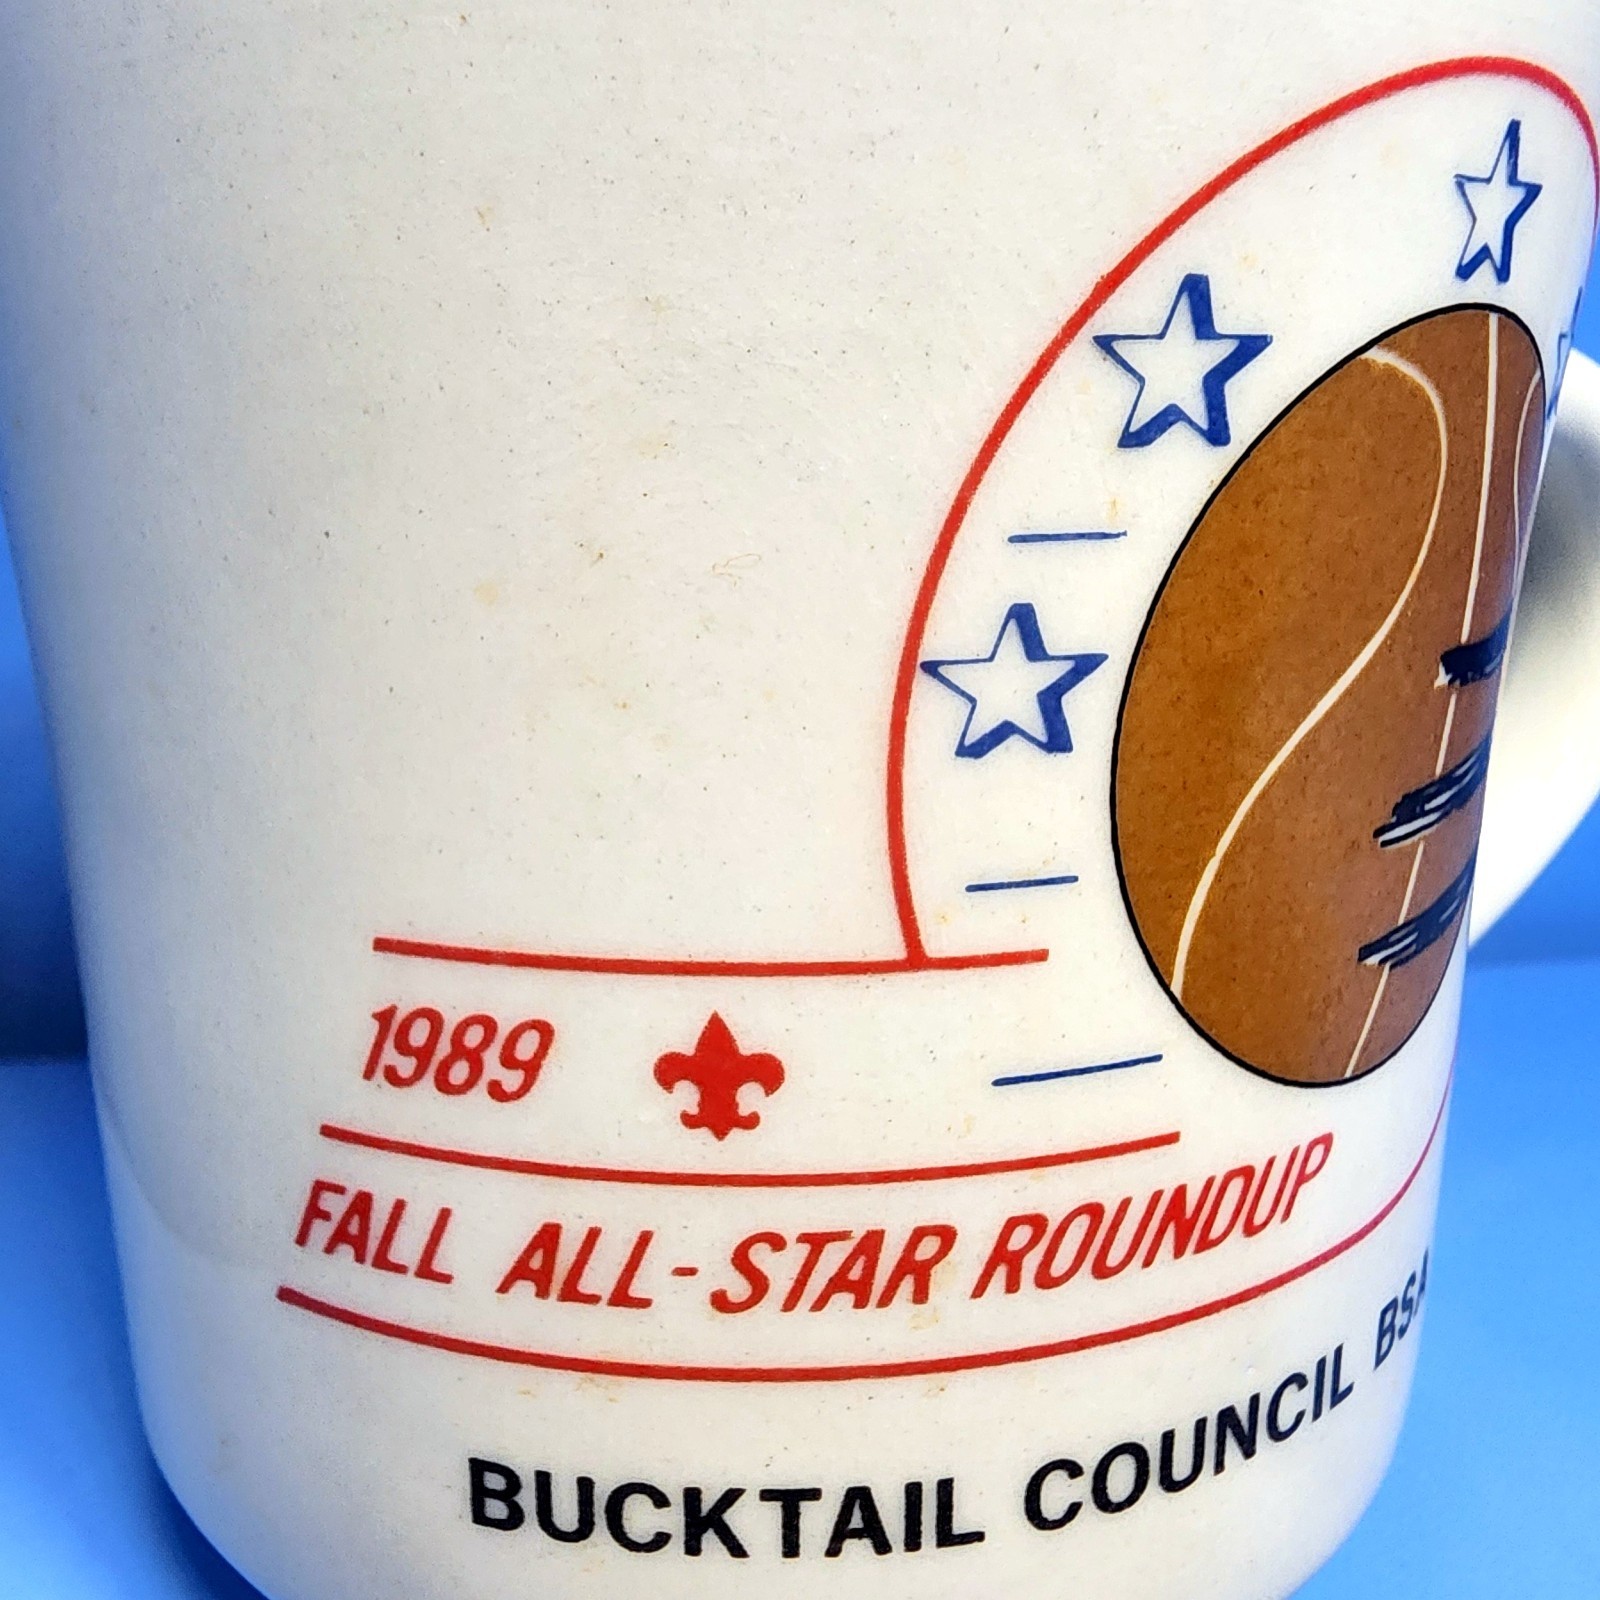 1989
FALL ALL-STAR ROUNDUP
BUCKTAIL COUNCIL BSA